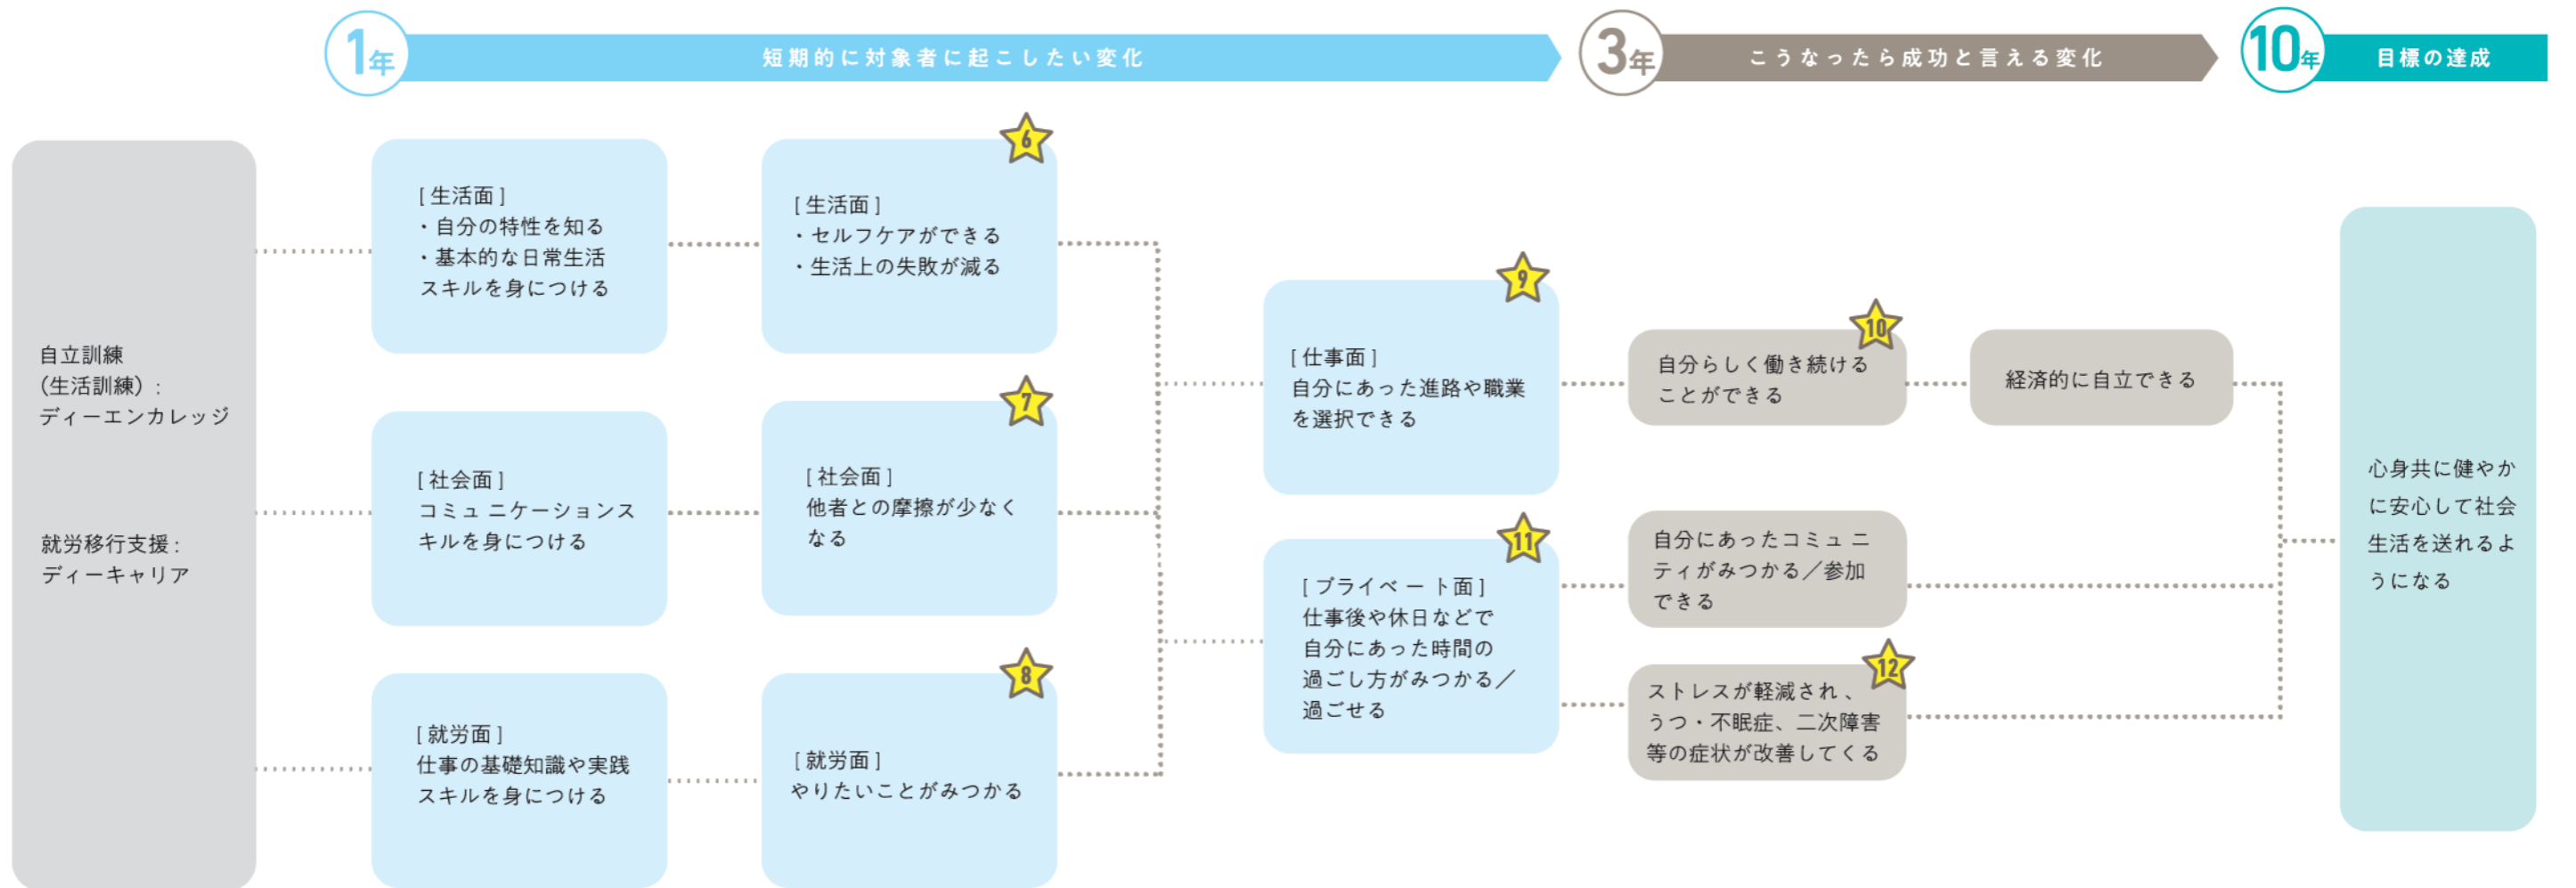 1年
短期的に対象者に起こしたい変化
3年
こうなったら成功と言える変化
10年
目標の達成
自立訓練
（生活訓練）：
ディーエンカレッジ
就労移行支援：
ディーキャリア
［生活面］
・自分の特性を知る
・基本的な日常生活
スキルを身につける
［社会面］
コミュニケーションス
キルを身につける
［就労面］
仕事の基礎知識や実践
スキルを身につける
6
［生活面］
・セルフケアができる
・生活上の失敗が減る
7
［社会面］
他者との摩擦が少なく
なる
8
［就労面］
やりたいことがみつかる
9
［仕事面］
自分にあった進路や職業
を選択できる
11
［プライベート面］
仕事後や休日などで
自分にあった時間の
過ごし方がみつかる／
過ごせる
10
自分らしく働き続ける
ことができる
経済的に自立できる
自分にあったコミュニ
ティがみつかる／参加
できる
12
ストレスが軽減され、
うつ・不眠症、二次障害
等の症状が改善してくる
心身共に健やか
に安心して社会
生活を送れるよ
うになる